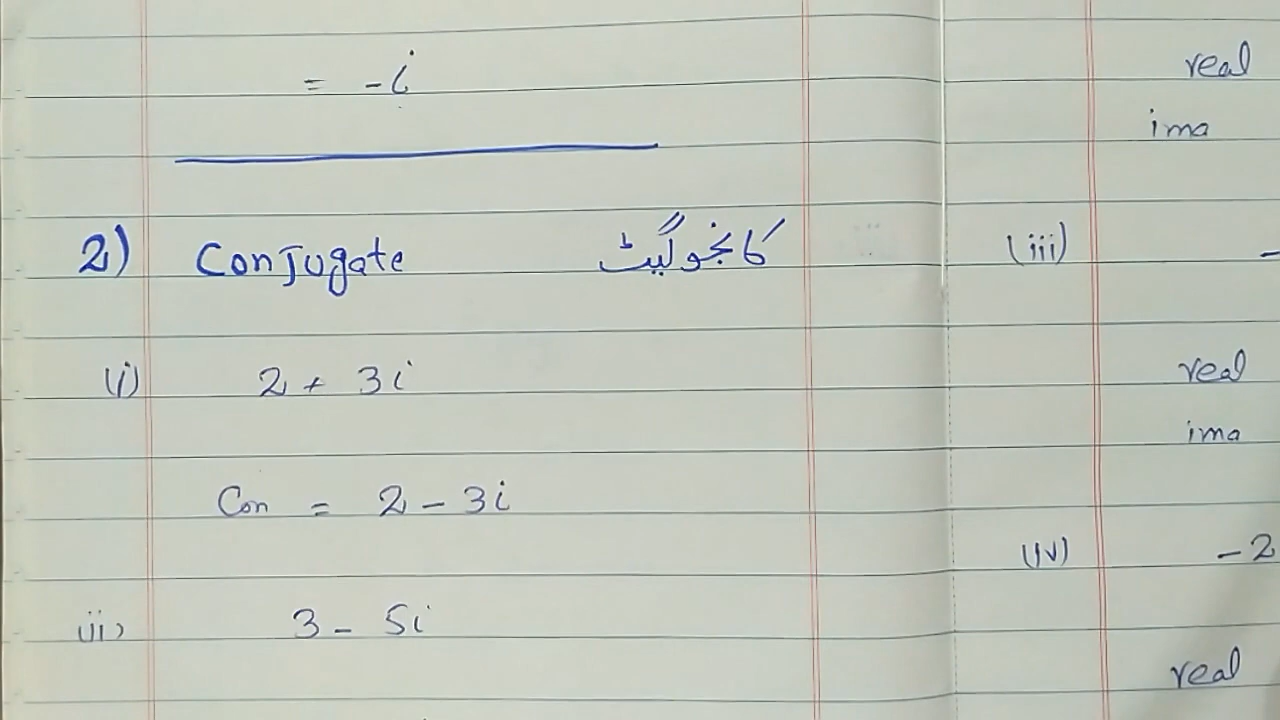 = -i
2) Conjugate کانجوگیٹ
(i) 2 + 3i
Con = 2 - 3i
(ii) 3 - 5i
real
ima
(iii) -
real
ima
(iv) -2
real